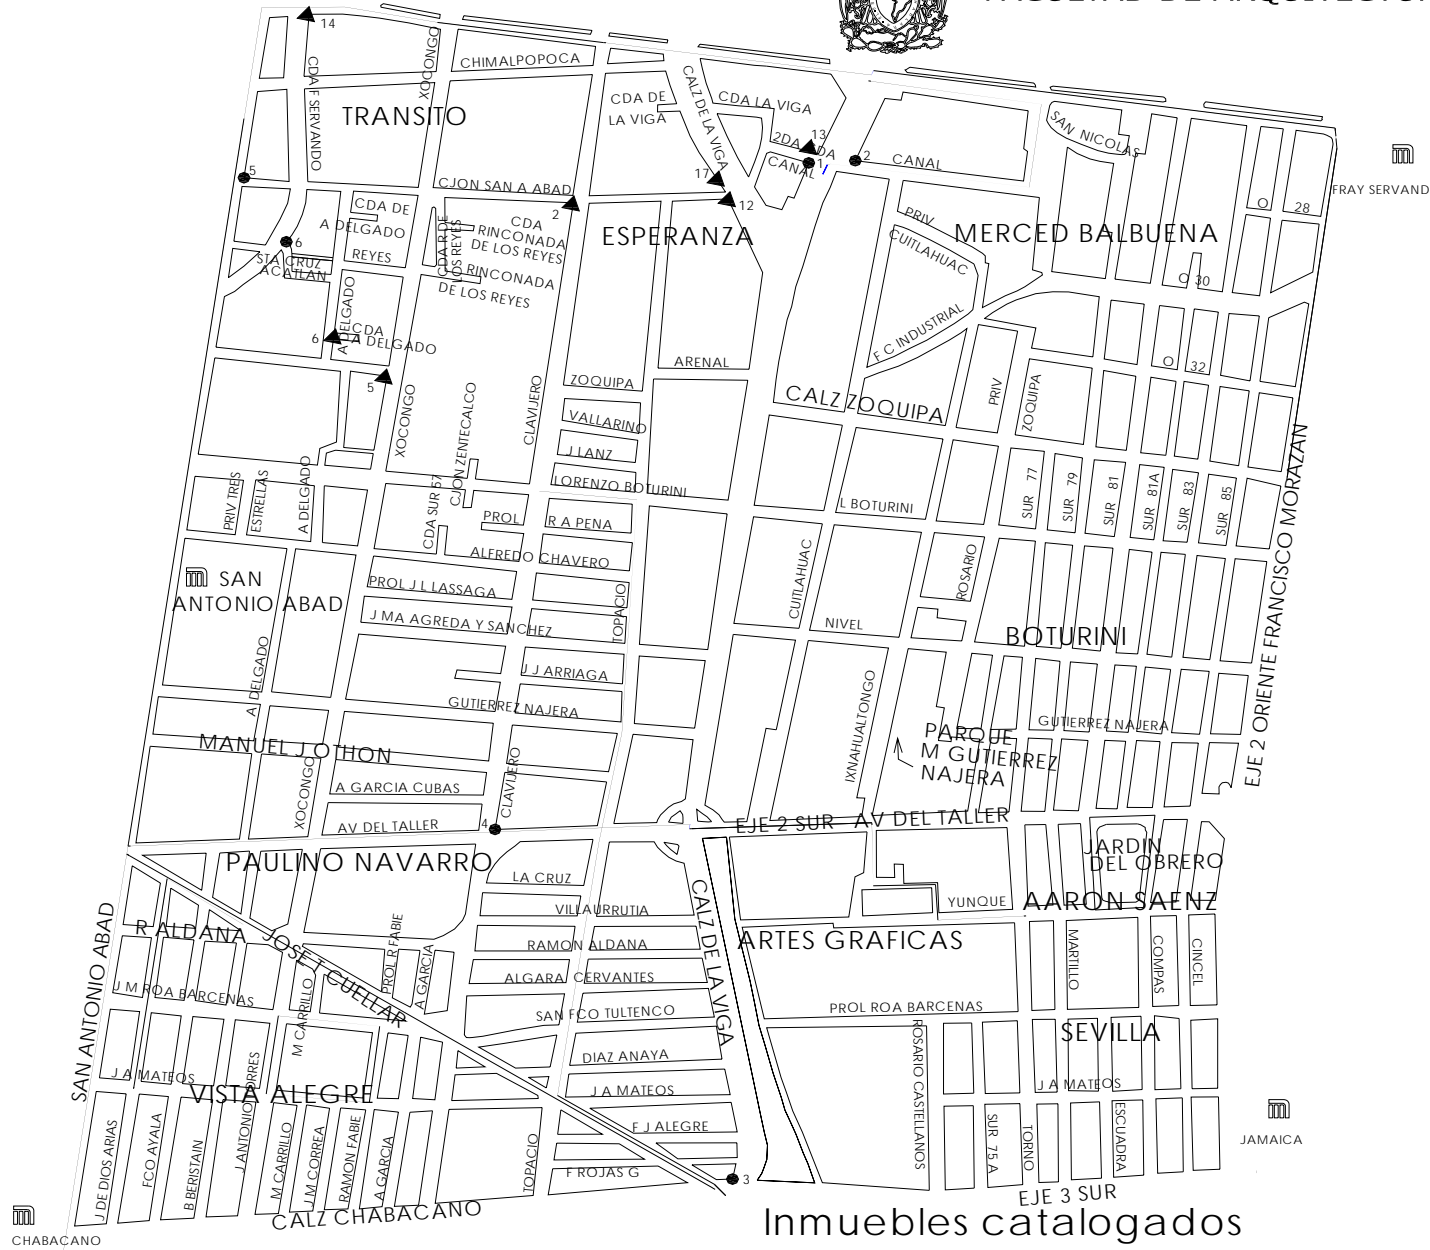 14
CHIMALPOPOCA
XOCONGO
CDA F SERVANDO
TRANSITO
CALZ DE LA VIGA
CDA DE
LA VIGA
CDA LA VIGA
13
2DA CDA
CANAL
1
2
CANAL
SAN NICOLAS
FRAY SERVAND
5
17
12
CJON SAN A ABAD
2
CDA DE
A DELGADO
REYES
CDA R DE
LOS REYES
CDA
RINCONADA
DE LOS REYES
RINCONADA
DE LOS REYES
ESPERANZA
PRIV
CUITLAHUAC
MERCED BALBUENA
O
28
O 30
6
STA CRUZ
ACATLAN
A DELGADO
6
CDA
A DELGADO
F C INDUSTRIAL
O
32
5
XOCONGO
CJON ZENTECALCO
CLAVIJERO
ZOQUIPA
ARENAL
VALLARINO
J LANZ
LORENZO BOTURINI
CALZ ZOQUIPA
PRIV
ZOQUIPA
L BOTURINI
SUR 77
SUR 79
SUR 81
SUR 81A
SUR 83
SUR 85
EJE 2 ORIENTE FRANCISCO MORAZAN
PRIV TRES
ESTRELLAS
A DELGADO
CDA SUR 67
PROL
R A PENA
ALFREDO CHAVERO
SAN
ANTONIO ABAD
PROL J L LASSAGA
J MA AGREDA Y SANCHEZ
TOPACIO
CUITLAHUAC
ROSARIO
NIVEL
BOTURINI
A DELGADO
J J ARRIAGA
GUTIERREZ NAJERA
IXNAHUALTONGO
GUTIERREZ NAJERA
PARQUE
M GUTIERREZ
NAJERA
MANUEL J OTHON
XOCONGO
A GARCIA CUBAS
CLAVIJERO
AV DEL TALLER
4
EJE 2 SUR AV DEL TALLER
PAULINO NAVARRO
JARDIN
DEL OBRERO
LA CRUZ
VILLAURRUTIA
YUNQUE
AARON SAENZ
SAN ANTONIO ABAD
R ALDANA
JOSE T CUELLAR
PROL R FABIE
A GARCIA
RAMON ALDANA
ALGARA CERVANTES
CALZ DE LA VIGA
ARTES GRAFICAS
MARTILLO
COMPAS
CINCEL
J M ROA BARCENAS
M CARRILLO
SAN FCO TULTENCO
PROL ROA BARCENAS
DIAZ ANAYA
ROSARIO CASTELLANOS
SEVILLA
J A MATEOS
VISTA ALEGRE
J A MATEOS
J A MATEOS
F J ALEGRE
J DE DIOS ARIAS
FCO AYALA
B BERISTAIN
J ANTONIO TORRES
M CARRILLO
J M CORREA
RAMON FABIE
A GARCIA
TOPACIO
F ROJAS G
3
SUR 75 A
TORNO
ESCUADRA
JAMAICA
EJE 3 SUR
CALZ CHABACANO
CHABACANO
Inmuebles catalogados